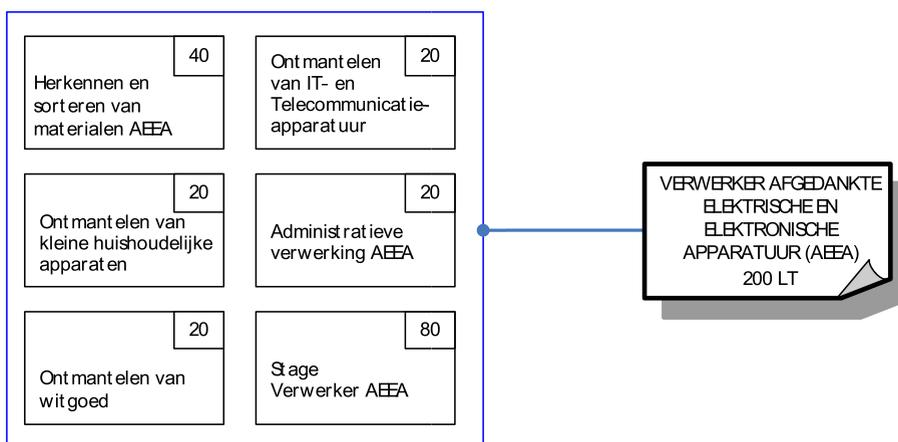 40
Herkennen en
sorteren van
materialen AEEA
20
Ontmantelen
van IT- en
Telecommunicatie-
apparatuur
20
Ontmantelen van
kleine huishoudelijke
apparaten
20
Administratieve
verwerking AEEA
20
Ontmantelen van
witgoed
80
Stage
Verwerker AEEA
VERWERKER AFGEDANKTE
ELEKTRISCHE EN
ELEKTRONISCHE
APPARATUUR (AEEA)
200 LT